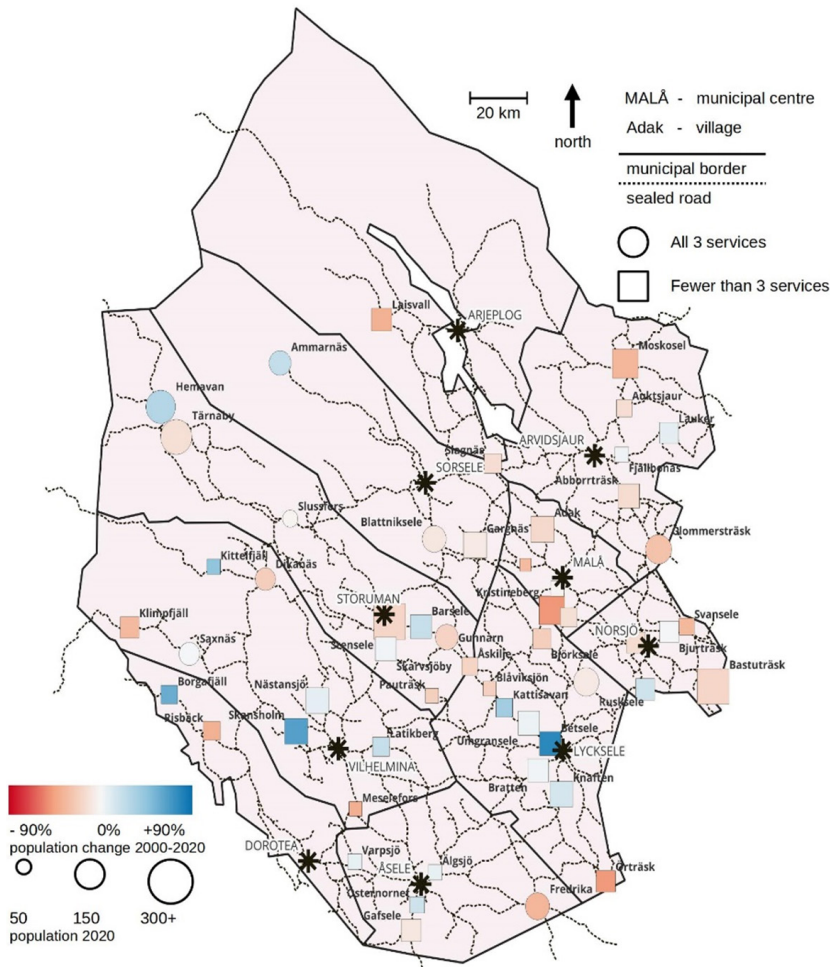 20 km
north
MALÅ - municipal centre
Adak - village
municipal border
sealed road
All 3 services
Fewer than 3 services
Laisvall
ARJEPLOG
Ammarnäs
Moskosel
Hemavan
Auktsjaur
Tärnaby
Lauker
ARVIDSJAUR
Slagnäs
SORSELE
Fjällbonäs
Abborrträsk
Slussfors
Blattniksele
Gargnäs
Adak
Glommersträsk
Kittelfjäll
Dikanäs
MALÅ
Kristineberg
STORUMAN
Barsele
Klimpfjäll
Svansele
Gunnarn
NORSJÖ
Saxnäs
Stensele
Björksele
Bjurträsk
Åskilje
Skarvsjöby
Bastuträsk
Borgafjäll
Nästansjö
Pauträsk
Blåviksjön
Kattisavan
Rusksele
Risbäck
Skansholm
Latikberg
Umgransele
Betsele
LYCKSELE
VILHELMINA
Bratten
Knaften
- 90% 0% +90%
population change 2000-2020
Meselefors
DOROTEA
Varpsjö
Älgsjö
ÅSELE
Örträsk
Östernoret
Fredrika
Gafsele
50 150 300+
population 2020